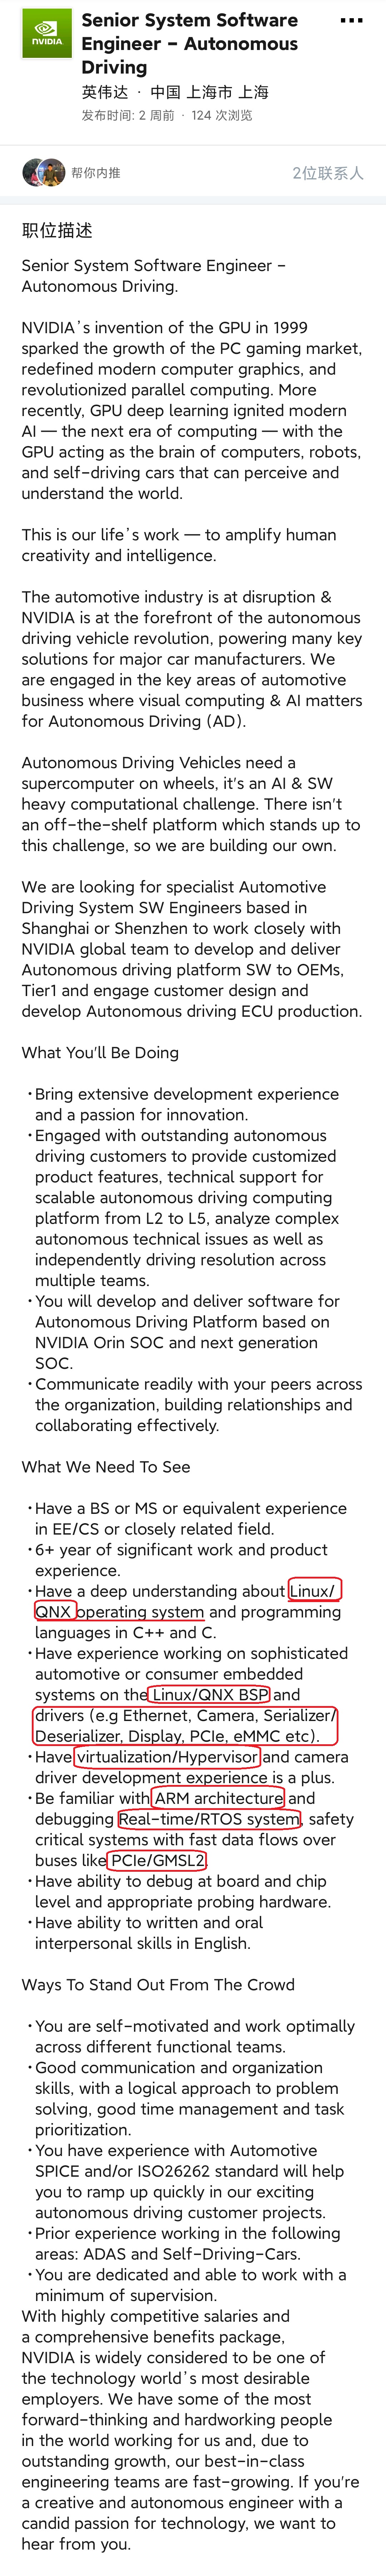 NVIDIA
Senior System Software
Engineer - Autonomous
Driving
英伟达 · 中国 上海市 上海
发布时间: 2 周前 · 124 次浏览
帮你内推
2位联系人
职位描述
Senior System Software Engineer -
Autonomous Driving.
NVIDIA's invention of the GPU in 1999
sparked the growth of the PC gaming market,
redefined modern computer graphics, and
revolutionized parallel computing. More
recently, GPU deep learning ignited modern
AI — the next era of computing — with the
GPU acting as the brain of computers, robots,
and self-driving cars that can perceive and
understand the world.
This is our life's work — to amplify human
creativity and intelligence.
The automotive industry is at disruption &
NVIDIA is at the forefront of the autonomous
driving vehicle revolution, powering many key
solutions for major car manufacturers. We
are engaged in the key areas of automotive
business where visual computing & AI matters
for Autonomous Driving (AD).
Autonomous Driving Vehicles need a
supercomputer on wheels, it's an AI & SW
heavy computational challenge. There isn't
an off-the-shelf platform which stands up to
this challenge, so we are building our own.
We are looking for specialist Automotive
Driving System SW Engineers based in
Shanghai or Shenzhen to work closely with
NVIDIA global team to develop and deliver
Autonomous driving platform SW to OEMs,
Tier1 and engage customer design and
develop Autonomous driving ECU production.
What You'll Be Doing
• Bring extensive development experience
and a passion for innovation.
• Engaged with outstanding autonomous
driving customers to provide customized
product features, technical support for
scalable autonomous driving computing
platform from L2 to L5, analyze complex
autonomous technical issues as well as
independently driving resolution across
multiple teams.
• You will develop and deliver software for
Autonomous Driving Platform based on
NVIDIA Orin SOC and next generation
SOC.
• Communicate readily with your peers across
the organization, building relationships and
collaborating effectively.
What We Need To See
• Have a BS or MS or equivalent experience
in EE/CS or closely related field.
• 6+ year of significant work and product
experience.
• Have a deep understanding about Linux/
QNX operating system and programming
languages in C++ and C.
• Have experience working on sophisticated
automotive or consumer embedded
systems on the Linux/QNX BSP and
drivers (e.g Ethernet, Camera, Serializer/
Deserializer, Display, PCIe, eMMC etc).
• Have virtualization/Hypervisor and camera
driver development experience is a plus.
• Be familiar with ARM architecture and
debugging Real-time/RTOS system, safety
critical systems with fast data flows over
buses like PCIe/GMSL2.
• Have ability to debug at board and chip
level and appropriate probing hardware.
• Have ability to written and oral
interpersonal skills in English.
Ways To Stand Out From The Crowd
• You are self-motivated and work optimally
across different functional teams.
• Good communication and organization
skills, with a logical approach to problem
solving, good time management and task
prioritization.
• You have experience with Automotive
SPICE and/or ISO26262 standard will help
you to ramp up quickly in our exciting
autonomous driving customer projects.
• Prior experience working in the following
areas: ADAS and Self-Driving-Cars.
• You are dedicated and able to work with a
minimum of supervision.
With highly competitive salaries and
a comprehensive benefits package,
NVIDIA is widely considered to be one of
the technology world's most desirable
employers. We have some of the most
forward-thinking and hardworking people
in the world working for us and, due to
outstanding growth, our best-in-class
engineering teams are fast-growing. If you're
a creative and autonomous engineer with a
candid passion for technology, we want to
hear from you.